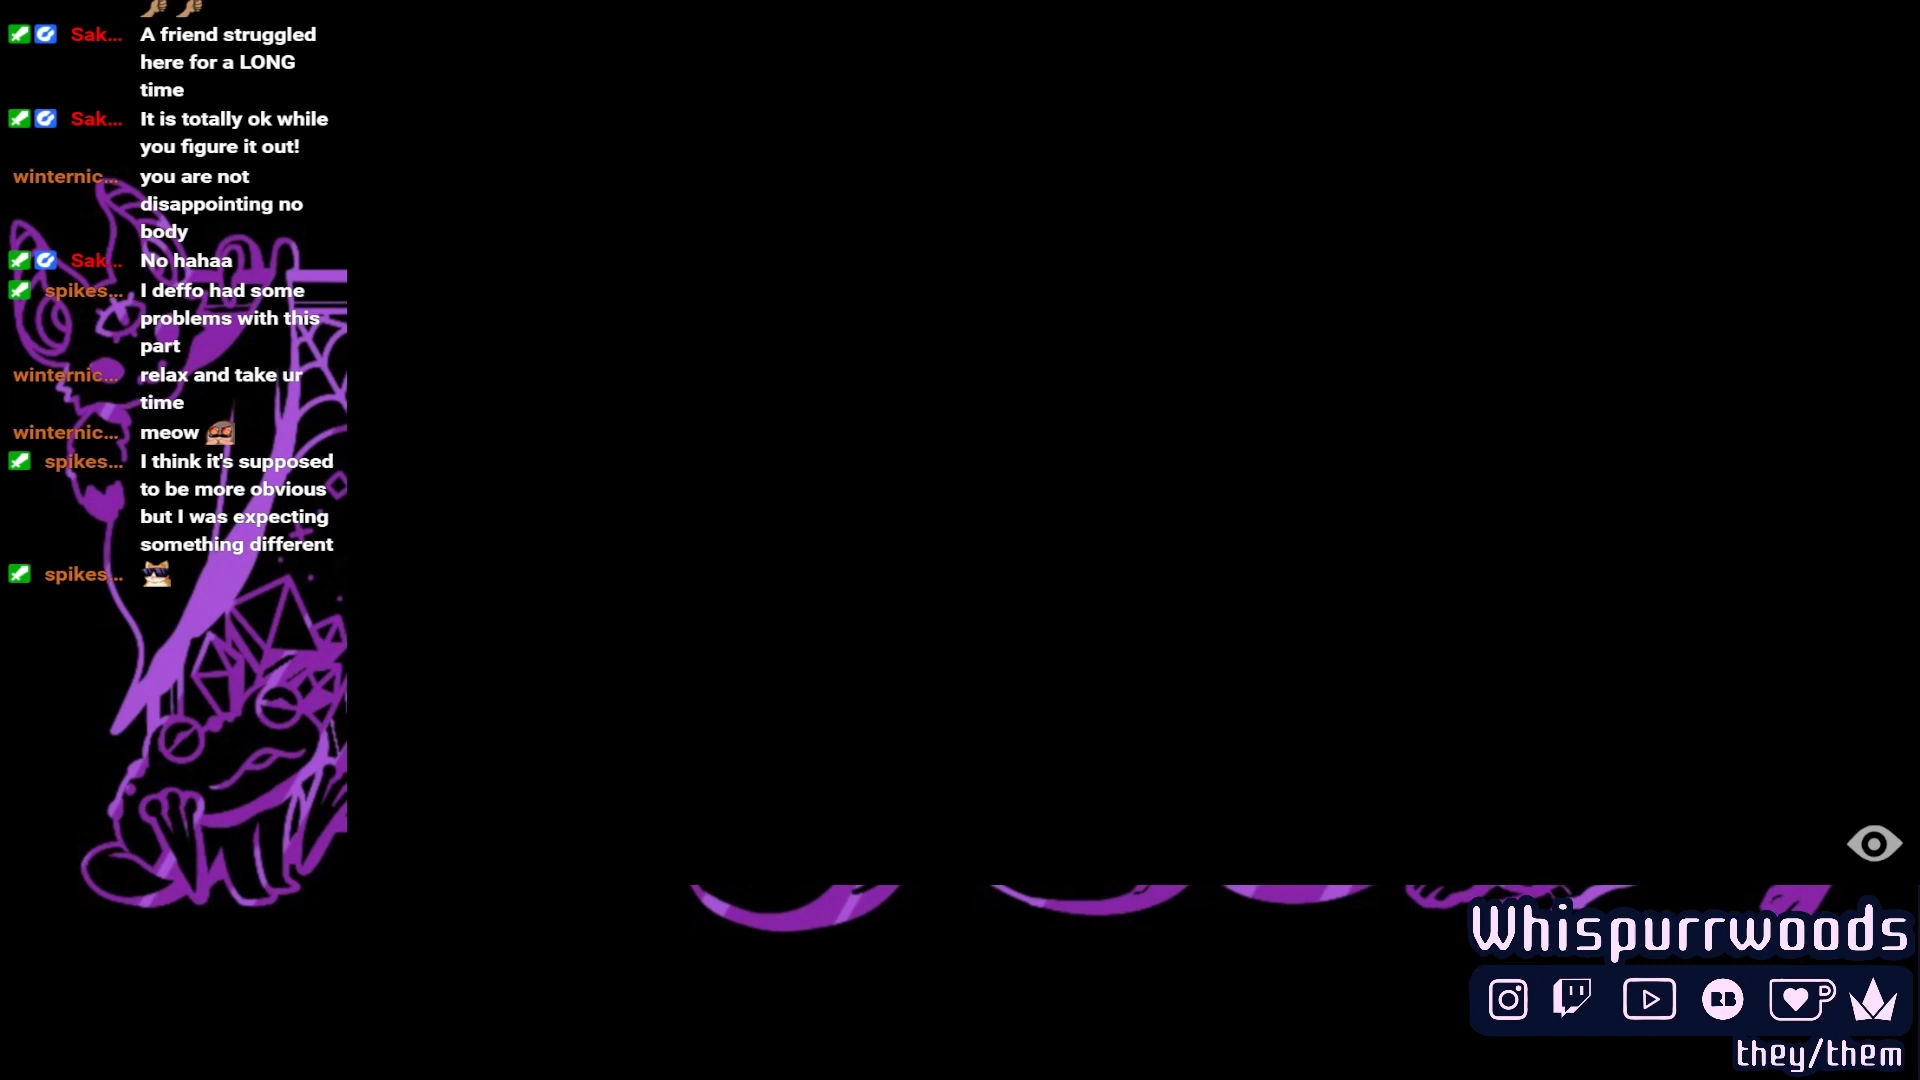 Sak... A friend struggled
here for a LONG
time
Sak... It is totally ok while
you figure it out!
winternic... you are not
disappointing no
body
Sak... No hahaa
spikes... I deffo had some
problems with this
part
winternic... relax and take ur
time
winternic... meow
spikes... I think it's supposed
to be more obvious
but I was expecting
something different
spikes...
Whispurrwoods
RB
they/them